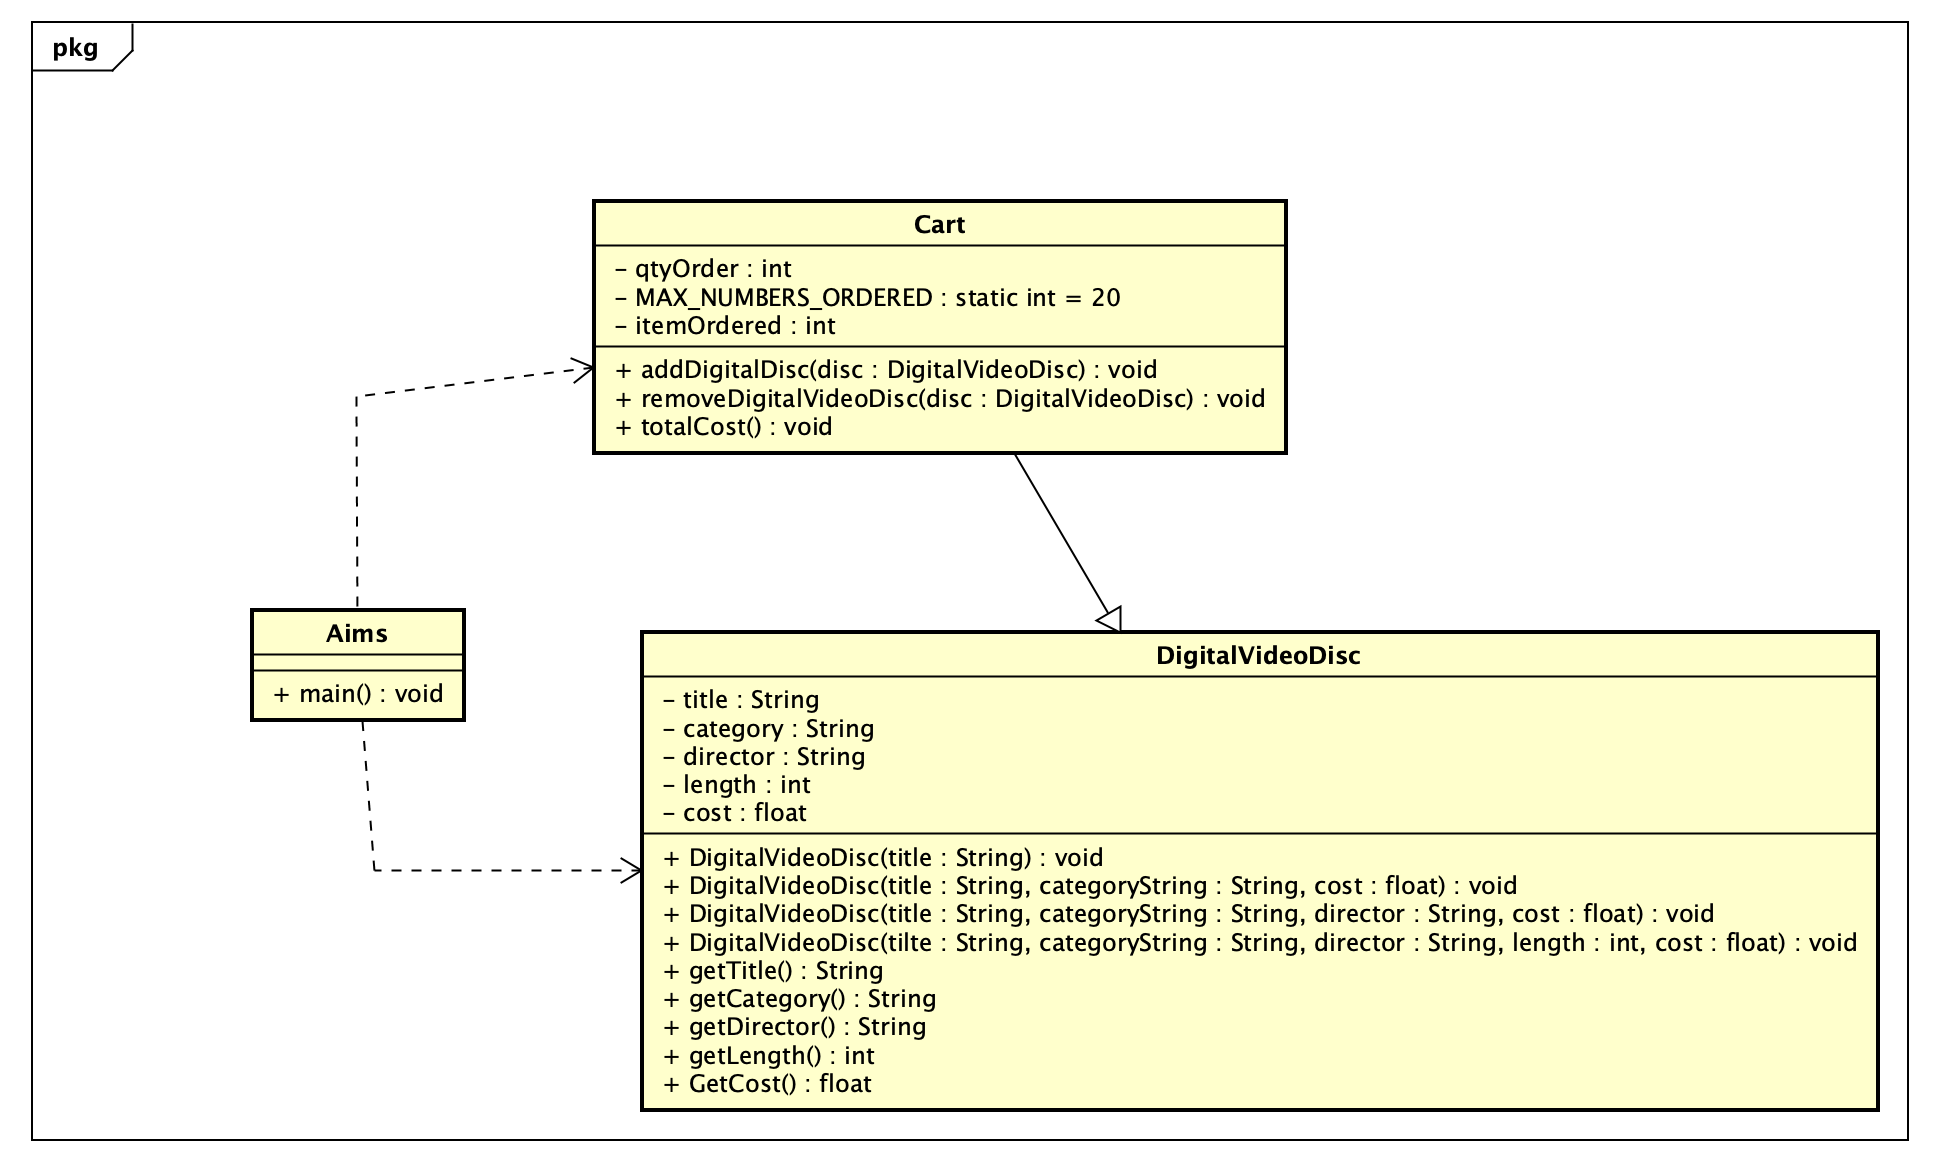 pkg
Cart
- qtyOrder : int
- MAX_NUMBERS_ORDERED : static int = 20
- itemOrdered : int
+ addDigitalDisc(disc : DigitalVideoDisc) : void
+ removeDigitalVideoDisc(disc : DigitalVideoDisc) : void
+ totalCost() : void
Aims
+ main() : void
DigitalVideoDisc
- title : String
- category : String
- director : String
- length : int
- cost : float
+ DigitalVideoDisc(title : String) : void
+ DigitalVideoDisc(title : String, categoryString : String, cost : float) : void
+ DigitalVideoDisc(title : String, categoryString : String, director : String, cost : float) : void
+ DigitalVideoDisc(tilte : String, categoryString : String, director : String, length : int, cost : float) : void
+ getTitle() : String
+ getCategory() : String
+ getDirector() : String
+ getLength() : int
+ GetCost() : float